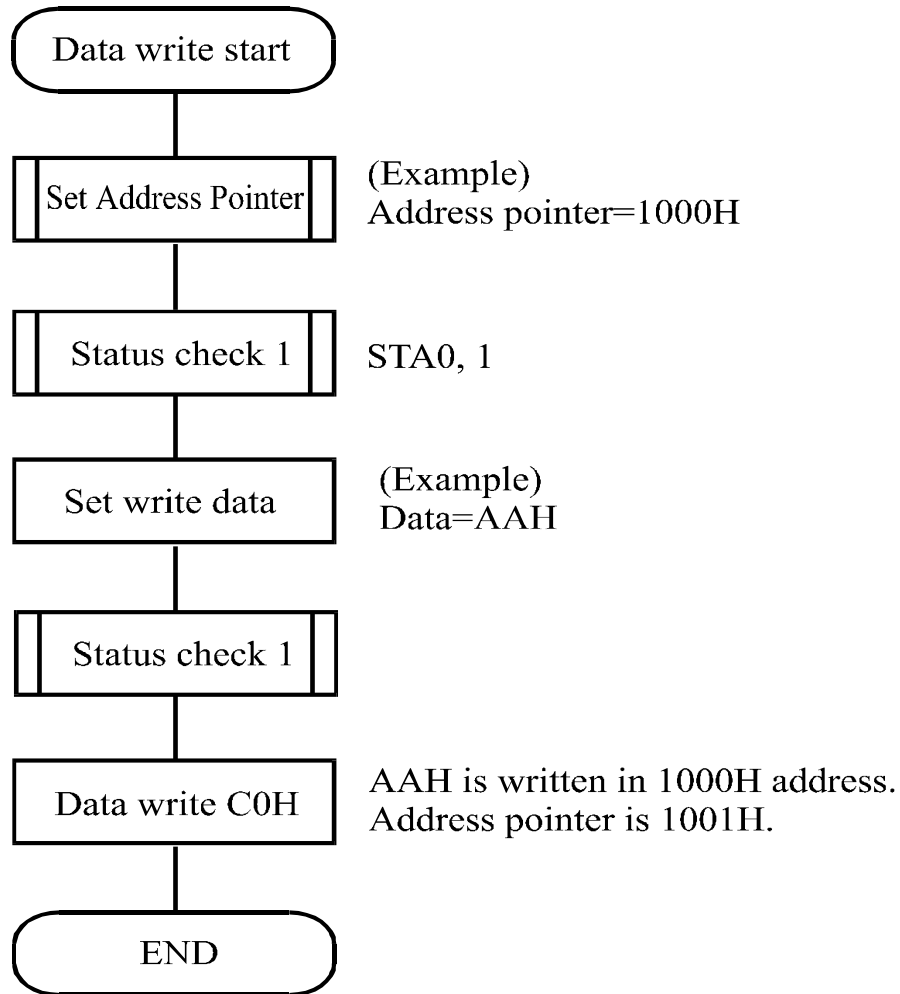 Data write start
Set Address Pointer
(Example)
Address pointer=1000H
Status check 1
STA0, 1
Set write data
(Example)
Data=AAH
Status check 1
Data write C0H
AAH is written in 1000H address.
Address pointer is 1001H.
END